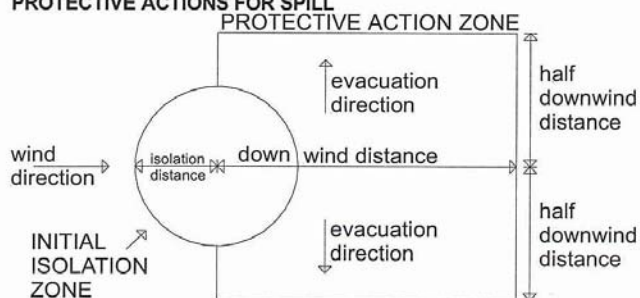 PROTECTIVE ACTIONS FOR SPILL
PROTECTIVE ACTION ZONE
evacuation
direction
half
downwind
distance
wind
direction
isolation
distance
down wind distance
evacuation
direction
half
downwind
distance
INITIAL
ISOLATION
ZONE